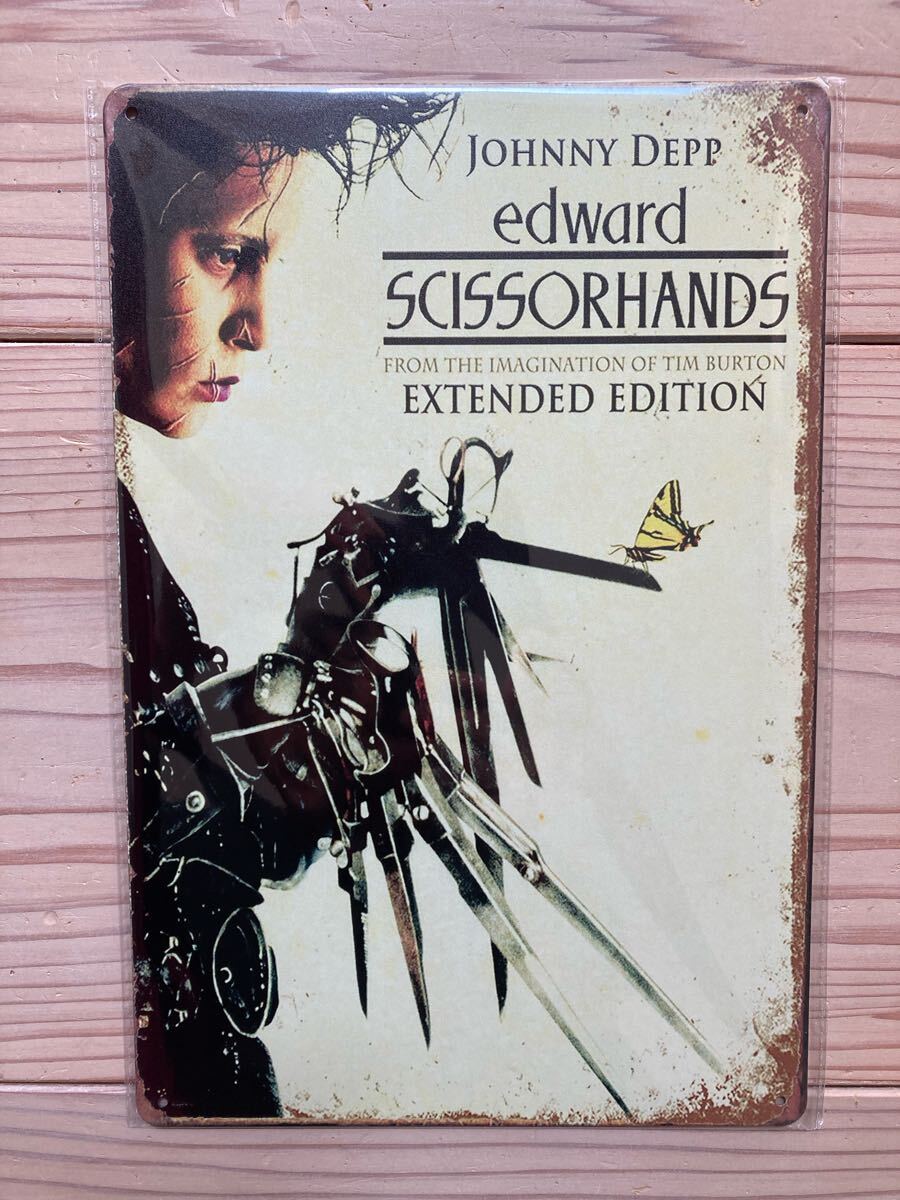 JOHNNY DEPP
edward
SCISSORHANDS
FROM THE IMAGINATION OF TIM BURTON
EXTENDED EDITION